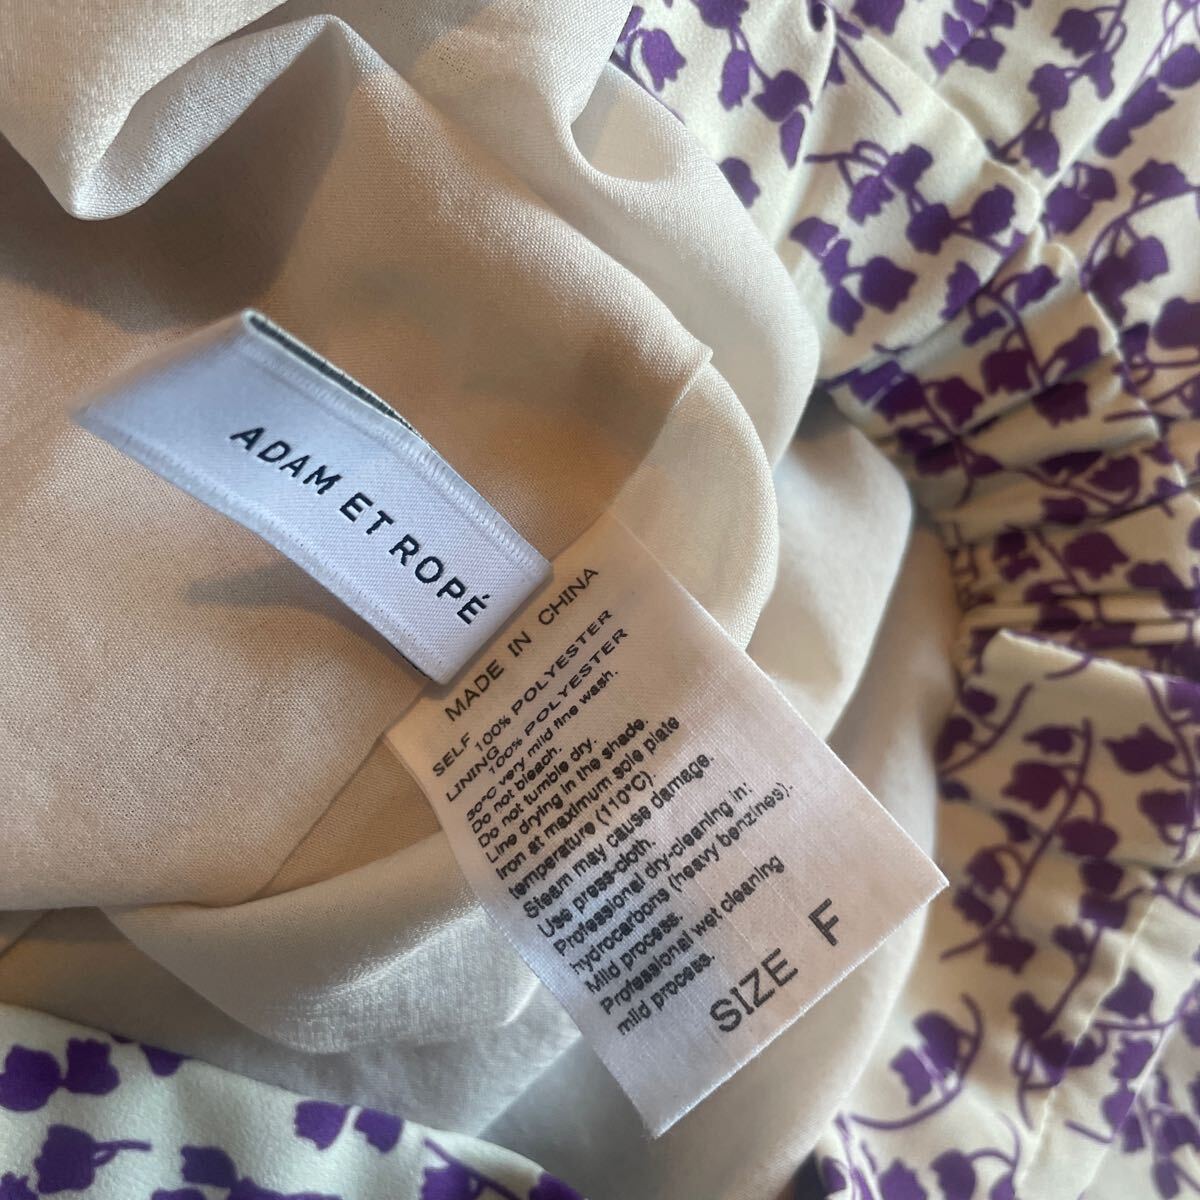 ADAM ET ROPÉ
MADE IN CHINA
SELF
100% POLYESTER
LINING
100% POLYESTER
30°C very mild fine wash.
Do not bleach.
Do not tumble dry.
Line drying in the shade.
Iron at maximum sole plate
temperature (110°C).
Steam may cause damage.
Use press-cloth.
Professional dry-cleaning in:
hydrocarbons (heavy benzines).
Mild process.
Professional wet cleaning
mild process.
SIZE F